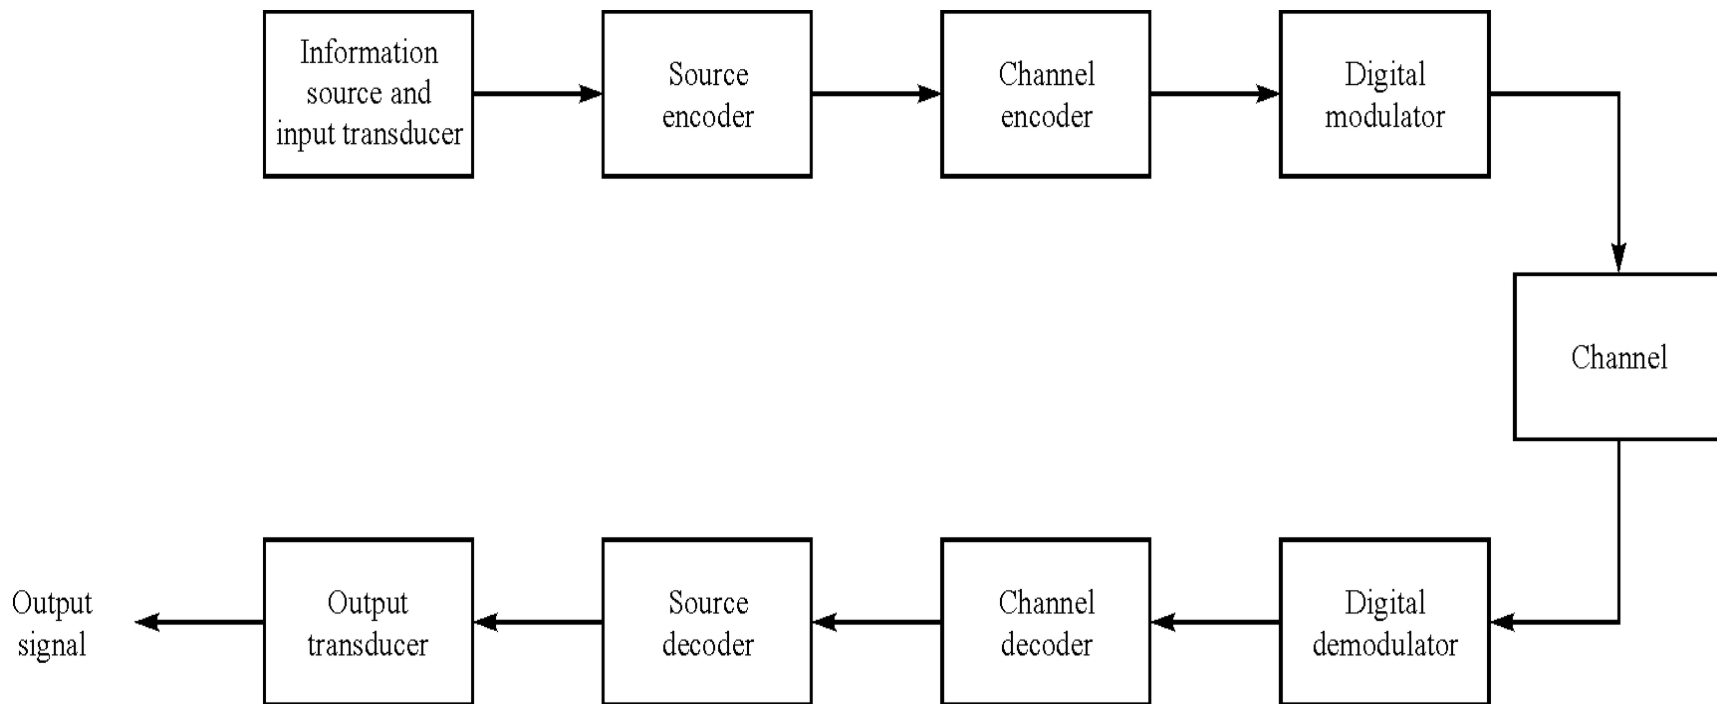 Information
source and
input transducer
Source
encoder
Channel
encoder
Digital
modulator
Channel
Output
signal
Output
transducer
Source
decoder
Channel
decoder
Digital
demodulator